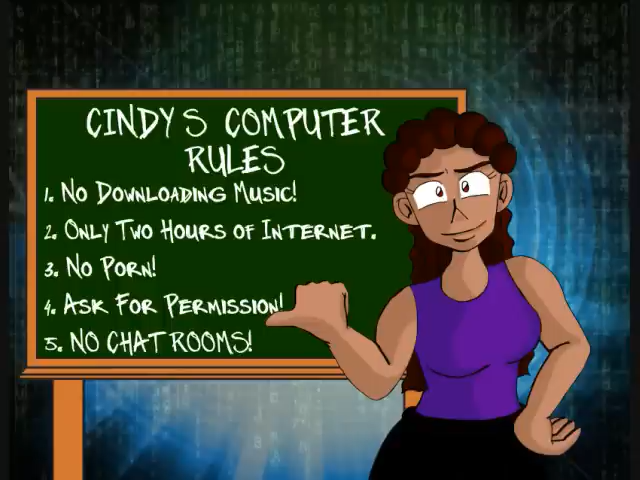 CINDYS COMPUTER
RULES
1. No Downloading Music!
2. Only Two Hours of Internet.
3. No Porn!
4. Ask For Permission!
5. NO CHAT ROOMS!